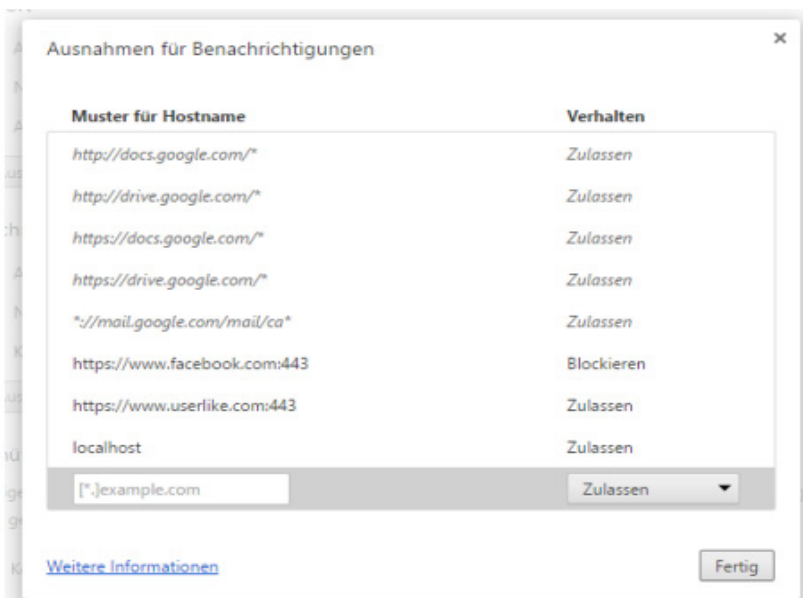 Ausnahmen für Benachrichtigungen
Muster für Hostname Verhalten
http://docs.google.com/* Zulassen
http://drive.google.com/* Zulassen
https://docs.google.com/* Zulassen
https://drive.google.com/* Zulassen
*://mail.google.com/mail/ca* Zulassen
https://www.facebook.com:443 Blockieren
https://www.userlike.com:443 Zulassen
localhost Zulassen
[*.]example.com Zulassen
Weitere Informationen Fertig